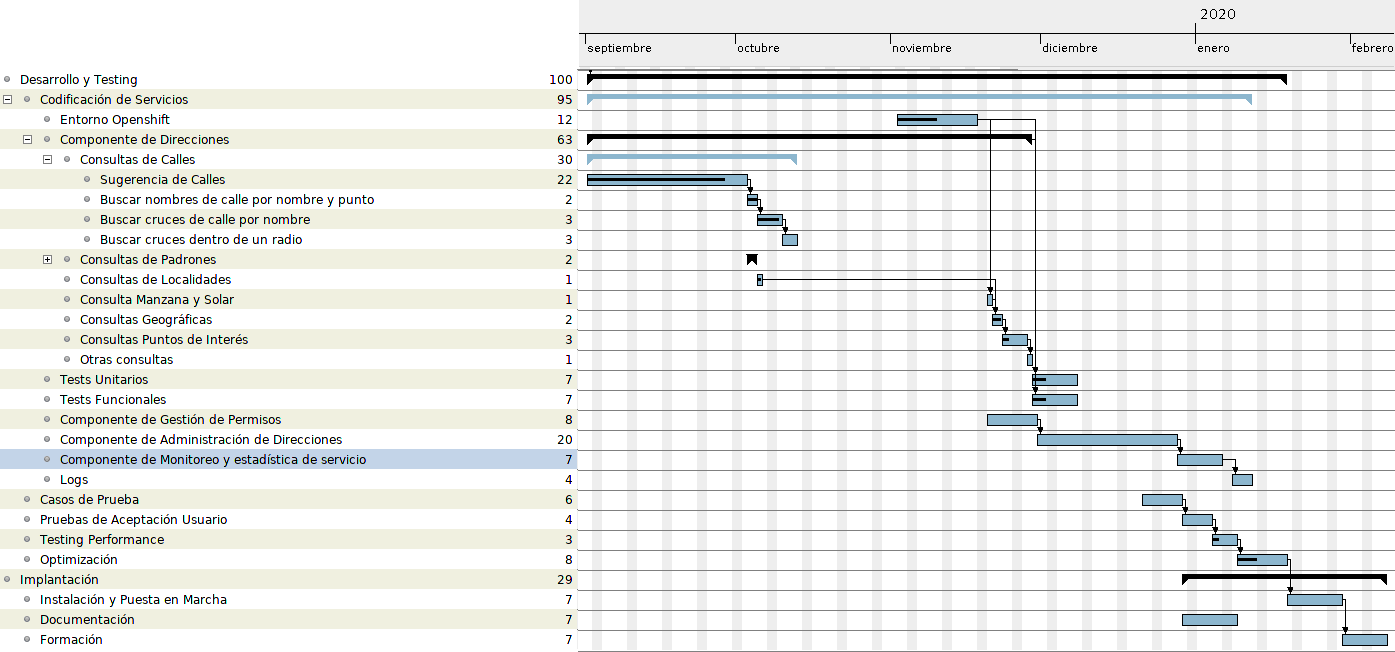 2020
septiembre octubre noviembre diciembre enero febrero
Desarrollo y Testing 100
Codificación de Servicios 95
Entorno Openshift 12
Componente de Direcciones 63
Consultas de Calles 30
Sugerencia de Calles 22
Buscar nombres de calle por nombre y punto 2
Buscar cruces de calle por nombre 3
Buscar cruces dentro de un radio 3
Consultas de Padrones 2
Consultas de Localidades 1
Consulta Manzana y Solar 1
Consultas Geográficas 2
Consultas Puntos de Interés 3
Otras consultas 1
Tests Unitarios 7
Tests Funcionales 7
Componente de Gestión de Permisos 8
Componente de Administración de Direcciones 20
Componente de Monitoreo y estadística de servicio 7
Logs 4
Casos de Prueba 6
Pruebas de Aceptación Usuario 4
Testing Performance 3
Optimización 8
Implantación 29
Instalación y Puesta en Marcha 7
Documentación 7
Formación 7